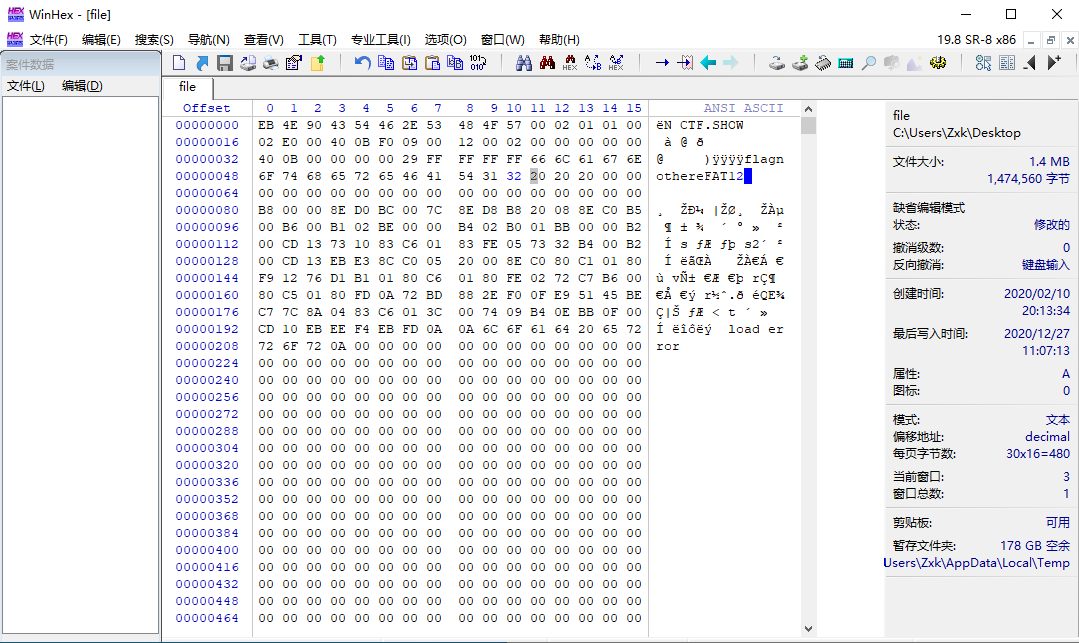 WinHex - [file]
文件(F) 编辑(E) 搜索(S) 导航(N) 查看(V) 工具(T) 专业工具(I) 选项(O) 窗口(W) 帮助(H) 19.8 SR-8 x86
案件数据
文件(L) 编辑(D)
file
Offset 0 1 2 3 4 5 6 7 8 9 10 11 12 13 14 15 ANSI ASCII
00000000 EB 4E 90 43 54 46 2E 53 48 4F 57 00 02 01 01 00 ëN CTF.SHOW
00000016 02 E0 00 40 0B F0 09 00 12 00 02 00 00 00 00 00 à @ ð
00000032 40 0B 00 00 00 00 29 FF FF FF FF 66 6C 61 67 6E @ )ÿÿÿÿflagn
00000048 6F 74 68 65 72 65 46 41 54 31 32 20 20 20 00 00 othereFAT12
00000064 00 00 00 00 00 00 00 00 00 00 00 00 00 00 00 00
00000080 B8 00 00 8E D0 BC 00 7C 8E D8 B8 20 08 8E C0 B5 ¸ ŽÐ¼ |ŽØ¸ ŽÀµ
00000096 00 B6 00 B1 02 BE 00 00 B4 02 B0 01 BB 00 00 B2 ¶ ± ¾ ´ ° » ²
00000112 00 CD 13 73 10 83 C6 01 83 FE 05 73 32 B4 00 B2 Í s ƒÆ ƒþ s2´ ²
00000128 00 CD 13 EB E3 8C C0 05 20 00 8E C0 80 C1 01 80 Í ëãŒÀ ŽÀ€Á €
00000144 F9 12 76 D1 B1 01 80 C6 01 80 FE 02 72 C7 B6 00 ù vÑ± €Æ €þ rÇ¶
00000160 80 C5 01 80 FD 0A 72 BD 88 2E F0 0F E9 51 45 BE €Å €ý r½ˆ.ð éQE¾
00000176 C7 7C 8A 04 83 C6 01 3C 00 74 09 B4 0E BB 0F 00 Ç|Š ƒÆ < t ´ »
00000192 CD 10 EB EE F4 EB FD 0A 0A 6C 6F 61 64 20 65 72 Í ëîôëý load er
00000208 72 6F 72 0A 00 00 00 00 00 00 00 00 00 00 00 00 ror
00000224 00 00 00 00 00 00 00 00 00 00 00 00 00 00 00 00
00000240 00 00 00 00 00 00 00 00 00 00 00 00 00 00 00 00
00000256 00 00 00 00 00 00 00 00 00 00 00 00 00 00 00 00
00000272 00 00 00 00 00 00 00 00 00 00 00 00 00 00 00 00
00000288 00 00 00 00 00 00 00 00 00 00 00 00 00 00 00 00
00000304 00 00 00 00 00 00 00 00 00 00 00 00 00 00 00 00
00000320 00 00 00 00 00 00 00 00 00 00 00 00 00 00 00 00
00000336 00 00 00 00 00 00 00 00 00 00 00 00 00 00 00 00
00000352 00 00 00 00 00 00 00 00 00 00 00 00 00 00 00 00
00000368 00 00 00 00 00 00 00 00 00 00 00 00 00 00 00 00
00000384 00 00 00 00 00 00 00 00 00 00 00 00 00 00 00 00
00000400 00 00 00 00 00 00 00 00 00 00 00 00 00 00 00 00
00000416 00 00 00 00 00 00 00 00 00 00 00 00 00 00 00 00
00000432 00 00 00 00 00 00 00 00 00 00 00 00 00 00 00 00
00000448 00 00 00 00 00 00 00 00 00 00 00 00 00 00 00 00
00000464 00 00 00 00 00 00 00 00 00 00 00 00 00 00 00 00
file
C:\Users\Zxk\Desktop
文件大小: 1.4 MB
1,474,560 字节
缺省编辑模式
状态: 修改的
撤消级数: 0
反向撤消: 键盘输入
创建时间: 2020/02/10
20:13:34
最后写入时间: 2020/12/27
11:07:13
属性: A
图标: 0
模式: 文本
偏移地址: decimal
每页字节数: 30x16=480
当前窗口: 3
窗口总数: 1
剪贴板: 可用
暂存文件夹: 178 GB 空余
Users\Zxk\AppData\Local\Temp